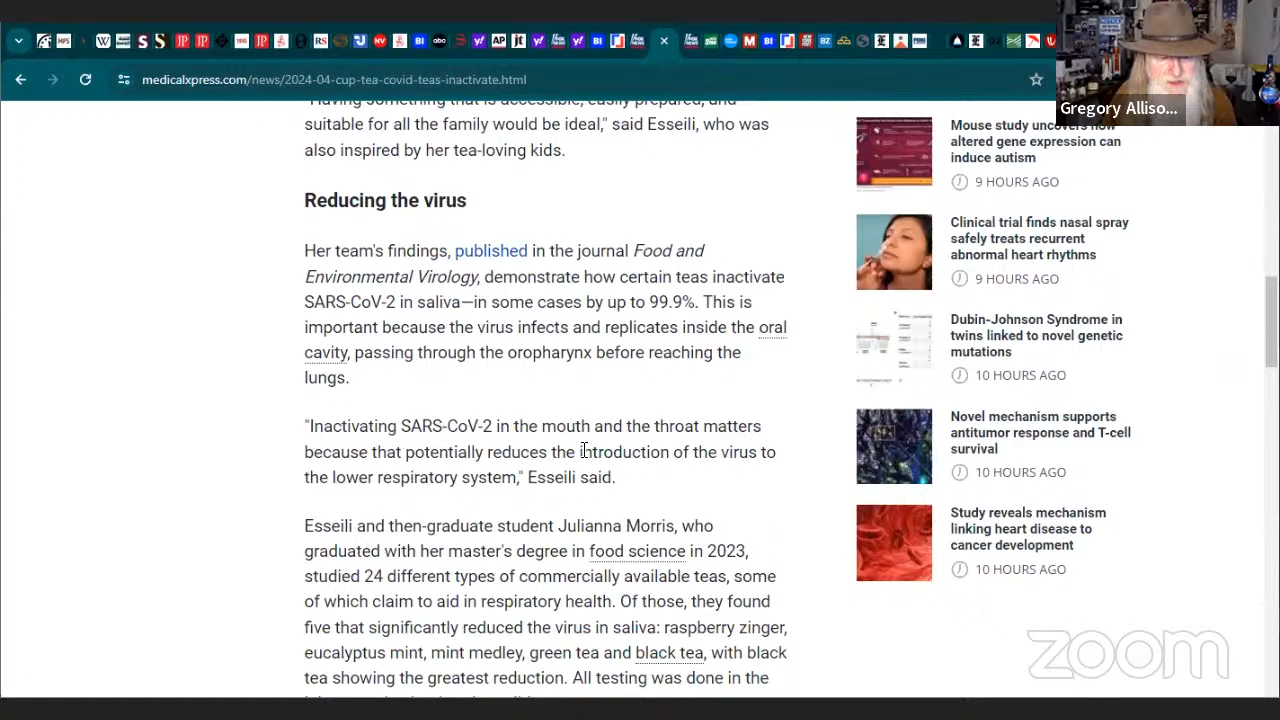 medicalxpress.com/news/2024-04-cup-tea-covid-teas-inactivate.html
Gregory Alliso...
"Having something that is accessible, easily prepared, and
suitable for all the family would be ideal," said Esseili, who was
also inspired by her tea-loving kids.
Reducing the virus
Her team's findings, published in the journal Food and
Environmental Virology, demonstrate how certain teas inactivate
SARS-CoV-2 in saliva—in some cases by up to 99.9%. This is
important because the virus infects and replicates inside the oral
cavity, passing through the oropharynx before reaching the
lungs.
"Inactivating SARS-CoV-2 in the mouth and the throat matters
because that potentially reduces the introduction of the virus to
the lower respiratory system," Esseili said.
Esseili and then-graduate student Julianna Morris, who
graduated with her master's degree in food science in 2023,
studied 24 different types of commercially available teas, some
of which claim to aid in respiratory health. Of those, they found
five that significantly reduced the virus in saliva: raspberry zinger,
eucalyptus mint, mint medley, green tea and black tea, with black
tea showing the greatest reduction. All testing was done in the
Mouse study uncovers how
altered gene expression can
induce autism
9 HOURS AGO
Clinical trial finds nasal spray
safely treats recurrent
abnormal heart rhythms
9 HOURS AGO
Dubin-Johnson Syndrome in
twins linked to novel genetic
mutations
10 HOURS AGO
Novel mechanism supports
antitumor response and T-cell
survival
10 HOURS AGO
Study reveals mechanism
linking heart disease to
cancer development
10 HOURS AGO
zoom